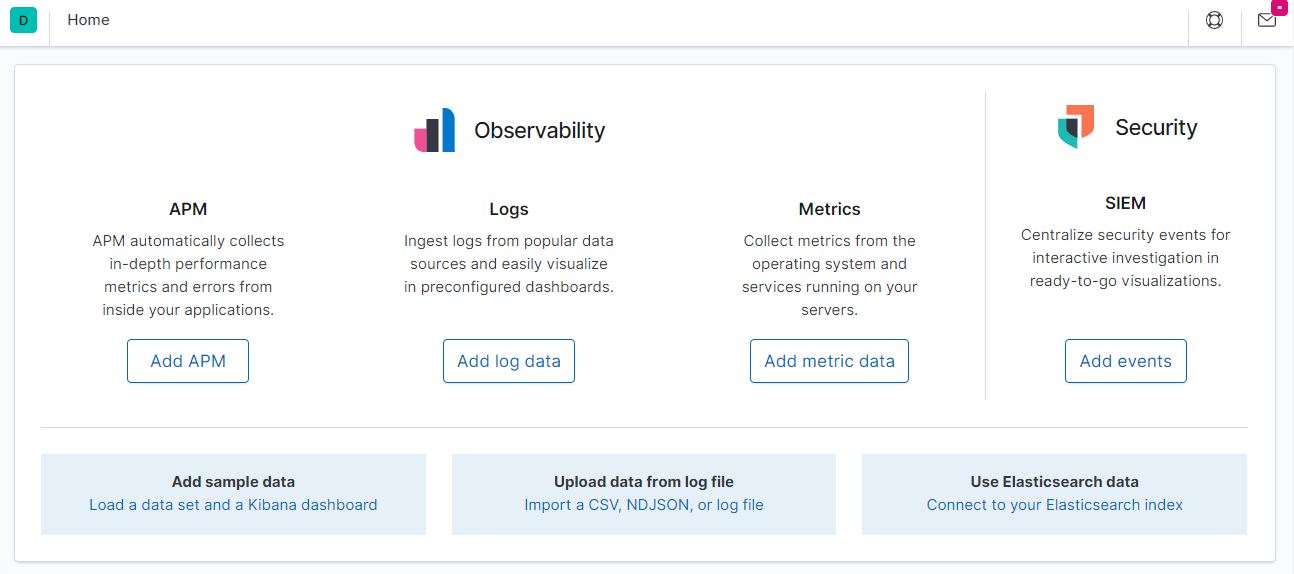 D
Home
Observability
Security
APM
APM automatically collects
in-depth performance
metrics and errors from
inside your applications.
Add APM
Logs
Ingest logs from popular data
sources and easily visualize
in preconfigured dashboards.
Add log data
Metrics
Collect metrics from the
operating system and
services running on your
servers.
Add metric data
SIEM
Centralize security events for
interactive investigation in
ready-to-go visualizations.
Add events
Add sample data
Load a data set and a Kibana dashboard
Upload data from log file
Import a CSV, NDJSON, or log file
Use Elasticsearch data
Connect to your Elasticsearch index